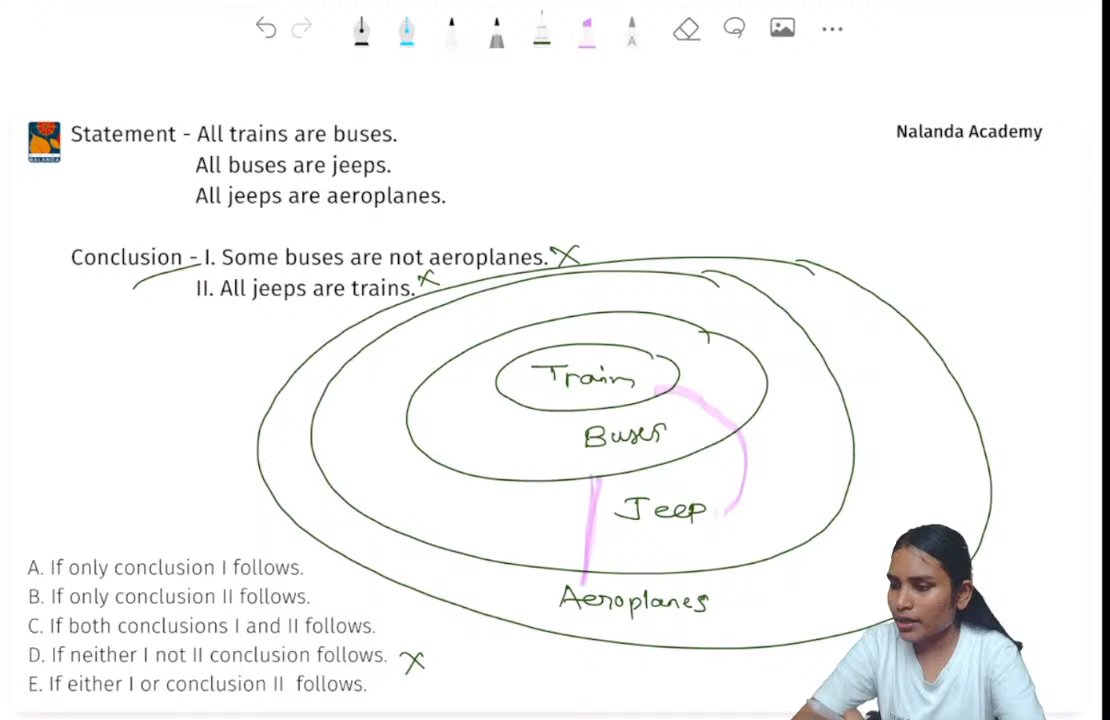 A
Statement - All trains are buses.
Nalanda Academy
NALANDA
All buses are jeeps.
All jeeps are aeroplanes.
Conclusion - I. Some buses are not aeroplanes. X
II. All jeeps are trains. X
Train
Buses
Jeep
Aeroplanes
A. If only conclusion I follows.
B. If only conclusion II follows.
C. If both conclusions I and II follows.
D. If neither I not II conclusion follows. X
E. If either I or conclusion II follows.